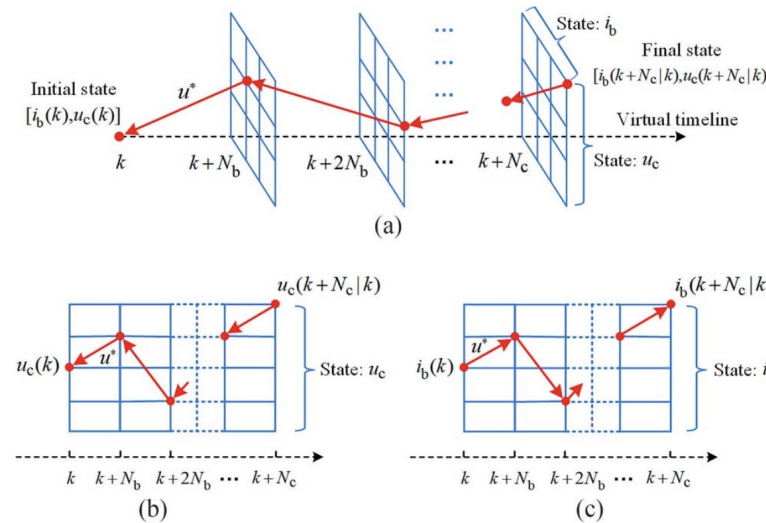 State: i_b
Final state
[i_b(k+N_c|k),u_c(k+N_c|k)]
Initial state
[i_b(k),u_c(k)]
u*
Virtual timeline
k
k+N_b
k+2N_b
...
k+N_c
State: u_c
(a)
u_c(k+N_c|k)
u_c(k)
u*
State: u_c
k
k+N_b
k+2N_b
...
k+N_c
(b)
i_b(k+N_c|k
i_b(k)
u*
State: i
k
k+N_b
k+2N_b
...
k+N_c
(c)